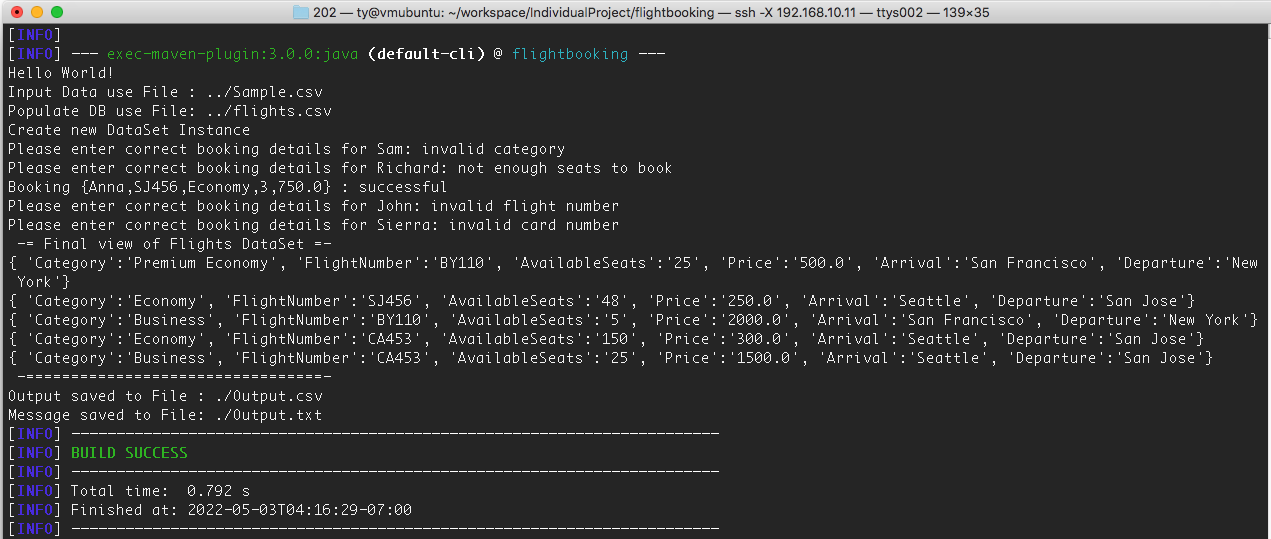 202 — ty@vmubuntu: ~/workspace/IndividualProject/flightbooking — ssh -X 192.168.10.11 — ttys002 — 139×35
[INFO]
[INFO] --- exec-maven-plugin:3.0.0:java (default-cli) @ flightbooking ---
Hello World!
Input Data use File : ../Sample.csv
Populate DB use File: ../flights.csv
Create new DataSet Instance
Please enter correct booking details for Sam: invalid category
Please enter correct booking details for Richard: not enough seats to book
Booking {Anna,SJ456,Economy,3,750.0} : successful
Please enter correct booking details for John: invalid flight number
Please enter correct booking details for Sierra: invalid card number
 -= Final view of Flights DataSet =-
{ 'Category':'Premium Economy', 'FlightNumber':'BY110', 'AvailableSeats':'25', 'Price':'500.0', 'Arrival':'San Francisco', 'Departure':'New
 York'}
{ 'Category':'Economy', 'FlightNumber':'SJ456', 'AvailableSeats':'48', 'Price':'250.0', 'Arrival':'Seattle', 'Departure':'San Jose'}
{ 'Category':'Business', 'FlightNumber':'BY110', 'AvailableSeats':'5', 'Price':'2000.0', 'Arrival':'San Francisco', 'Departure':'New York'}
{ 'Category':'Economy', 'FlightNumber':'CA453', 'AvailableSeats':'150', 'Price':'300.0', 'Arrival':'Seattle', 'Departure':'San Jose'}
{ 'Category':'Business', 'FlightNumber':'CA453', 'AvailableSeats':'25', 'Price':'1500.0', 'Arrival':'Seattle', 'Departure':'San Jose'}
 -----------------------------------
Output saved to File : ./Output.csv
Message saved to File: ./Output.txt
[INFO] ------------------------------------------------------------------------
[INFO] BUILD SUCCESS
[INFO] ------------------------------------------------------------------------
[INFO] Total time:  0.792 s
[INFO] Finished at: 2022-05-03T04:16:29-07:00
[INFO] ------------------------------------------------------------------------